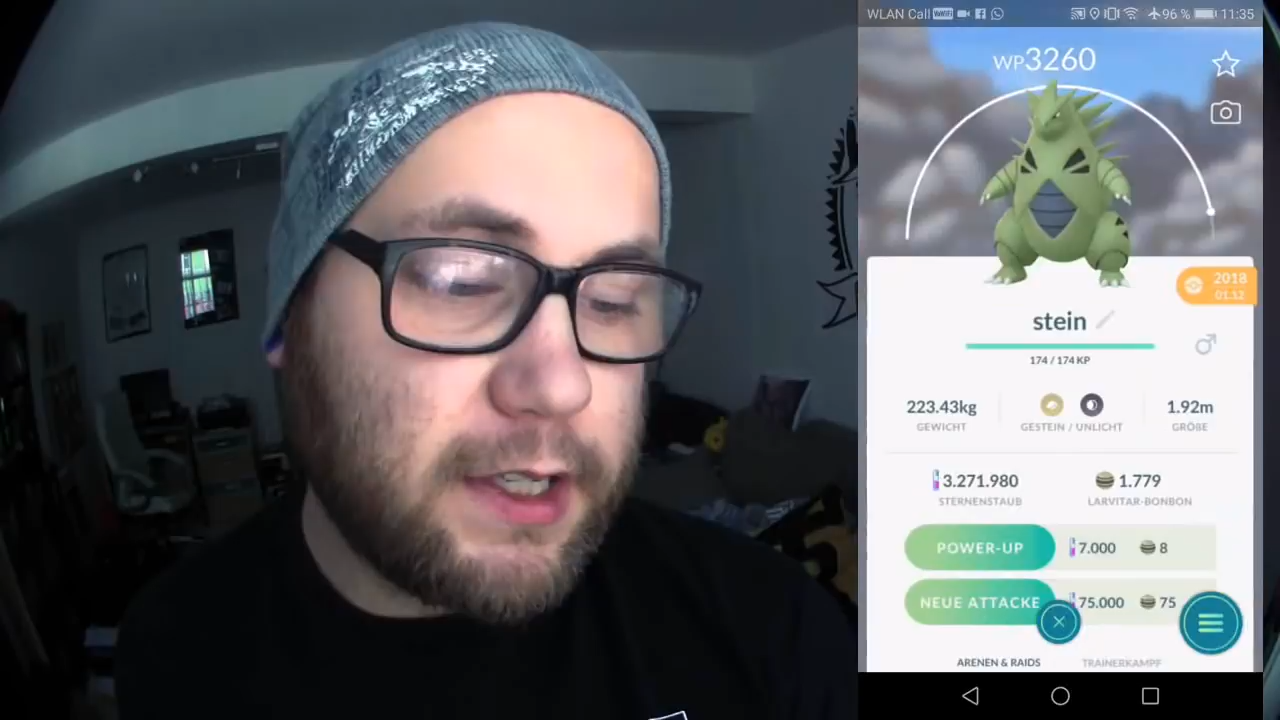 WLAN Call 96 % 11:35
WP3260
2018
01.12
stein
174 / 174 KP
223.43kg
GEWICHT
GESTEIN / UNLICHT
1.92m
GRÖßE
3.271.980
STERNENSTAUB
1.779
LARVITAR-BONBON
POWER-UP 7.000 8
NEUE ATTACKE 75.000 75
ARENEN & RAIDS TRAINERKAMPF